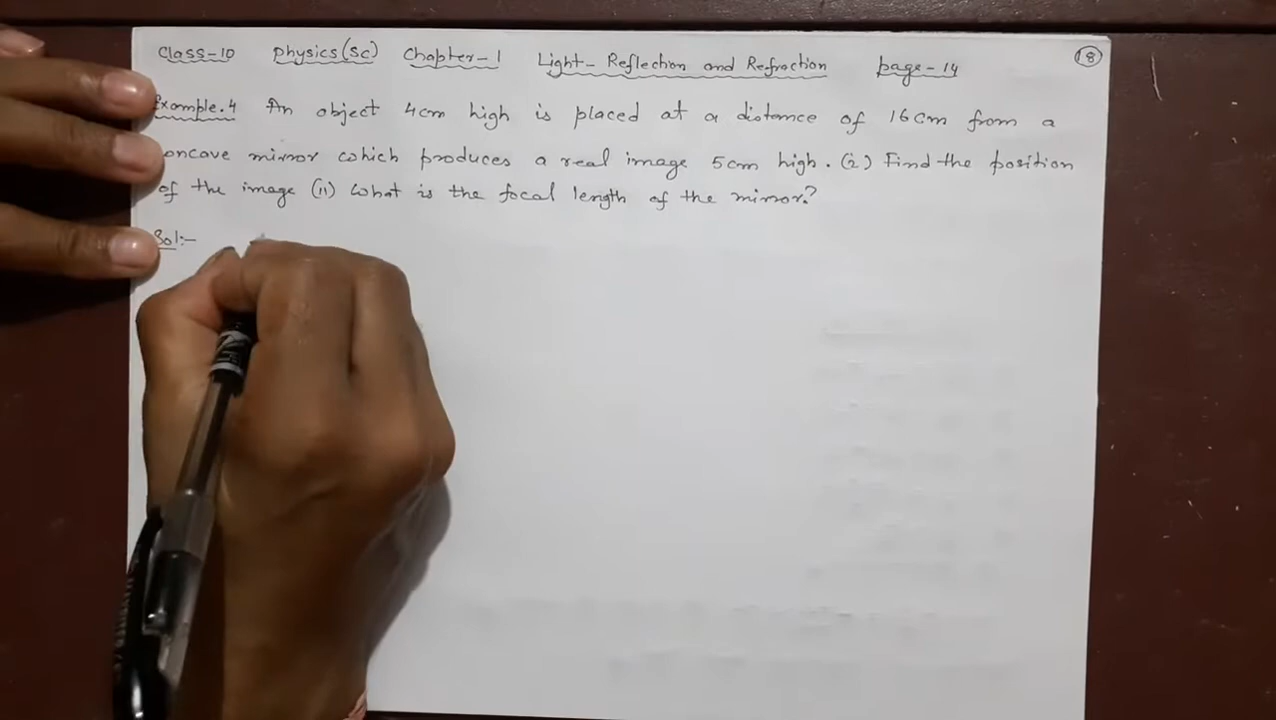 Class-10 Physics(SC) Chapter-1 Light-Reflection and Refraction page-14 18
Example.4 An object 4cm high is placed at a distance of 16cm from a
concave mirror which produces a real image 5cm high. (i) Find the position
of the image (ii) What is the focal length of the mirror?
Sol:-